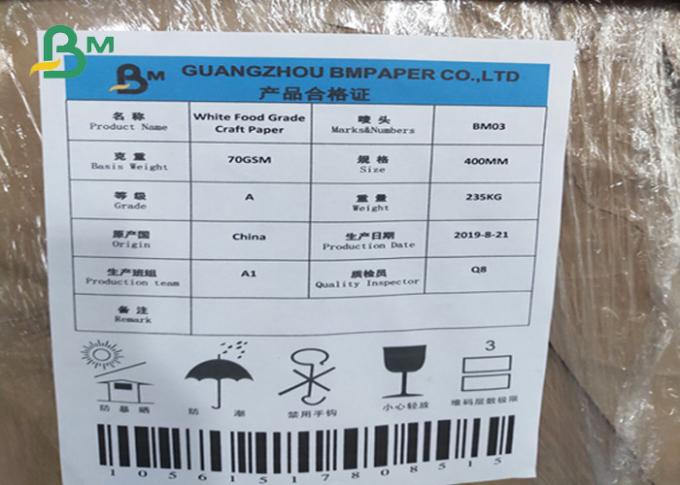 BM
BM GUANGZHOU BMPAPER CO.,LTD
产品合格证
名 称
Product Name
White Food Grade
Craft Paper
唛 头
Marks&Numbers
BM03
克 重
Basis Weight
70GSM
规 格
Size
400MM
等 级
Grade
A
重 量
Weight
235KG
原产国
Origin
China
生产日期
Production Date
2019-8-21
生产班组
Production team
A1
质检员
Quality Inspector
Q8
备 注
Remark
3
防 暴 晒
防 潮
禁用手钩
小心轻放
堆码层数极限
10561517808515